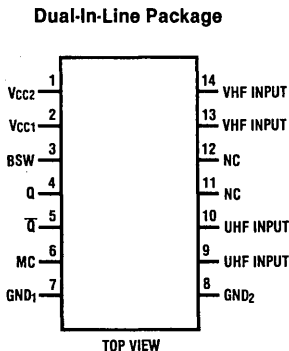 Dual-In-Line Package
VCC2 1 14 VHF INPUT
VCC1 2 13 VHF INPUT
BSW 3 12 NC
Q 4 11 NC
Q̅ 5 10 UHF INPUT
MC 6 9 UHF INPUT
GND1 7 8 GND2
TOP VIEW